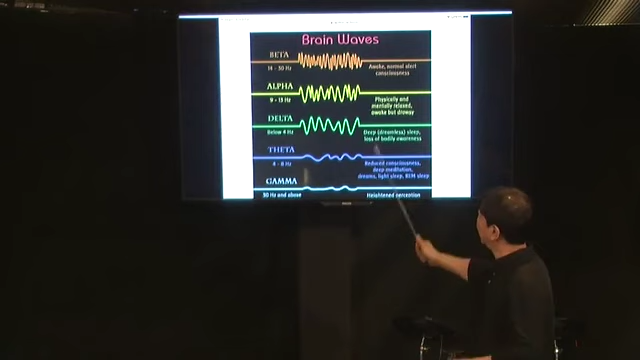 Brain Waves
BETA
14 - 30 Hz
Awake, normal alert
consciousness
ALPHA
9 - 13 Hz
Physically and
mentally relaxed,
awake but drowsy
DELTA
Below 4 Hz
Deep (dreamless) sleep,
loss of bodily awareness
THETA
4 - 8 Hz
Reduced consciousness,
deep meditation,
dreams, light sleep, REM sleep
GAMMA
30 Hz and above
Heightened perception